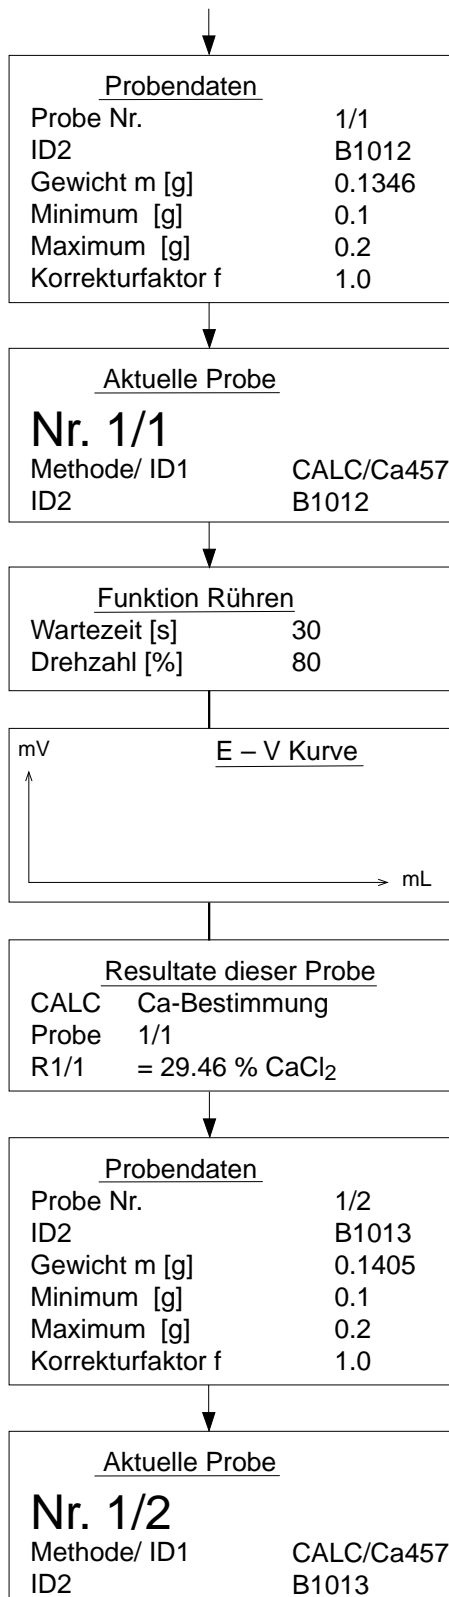 Probendaten
Probe Nr. 1/1
ID2 B1012
Gewicht m [g] 0.1346
Minimum [g] 0.1
Maximum [g] 0.2
Korrekturfaktor f 1.0
Aktuelle Probe
Nr. 1/1
Methode/ ID1 CALC/Ca457
ID2 B1012
Funktion Rühren
Wartezeit [s] 30
Drehzahl [%] 80
mV E – V Kurve
mL
Resultate dieser Probe
CALC Ca-Bestimmung
Probe 1/1
R1/1 = 29.46 % CaCl₂
Probendaten
Probe Nr. 1/2
ID2 B1013
Gewicht m [g] 0.1405
Minimum [g] 0.1
Maximum [g] 0.2
Korrekturfaktor f 1.0
Aktuelle Probe
Nr. 1/2
Methode/ ID1 CALC/Ca457
ID2 B1013